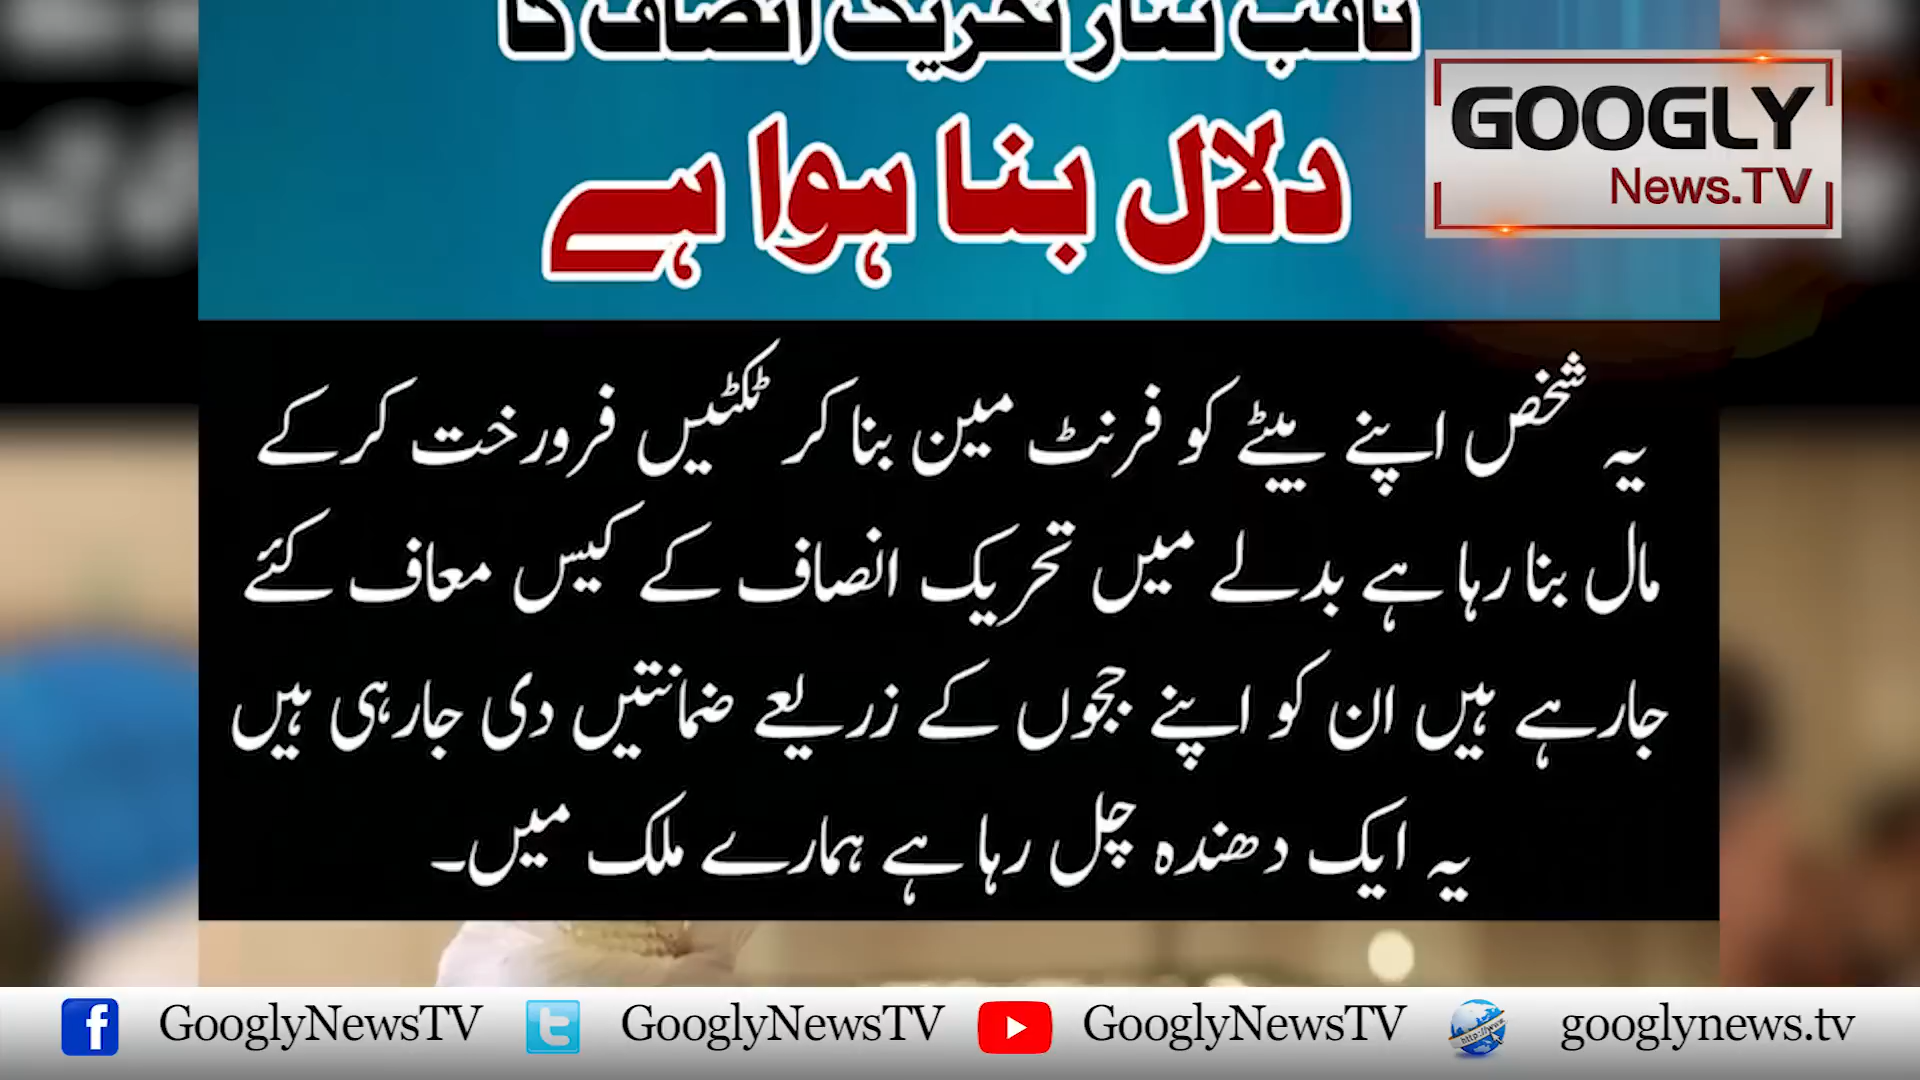 ثاقب نثار تحریک انصاف کا
دلال بنا ہوا ہے
GOOGLY
News.TV
یہ شخص اپنے بیٹے کو فرنٹ مین بنا کر ٹکٹیں فرورخت کرکے
مال بنا رہا ہے بدلے میں تحریک انصاف کے کیس معاف کئے
جارہے ہیں ان کو اپنے ججوں کے زریعے ضمانتیں دی جارہی ہیں
یہ ایک دھندہ چل رہا ہے ہمارے ملک میں۔
GooglyNewsTV GooglyNewsTV GooglyNewsTV googlynews.tv